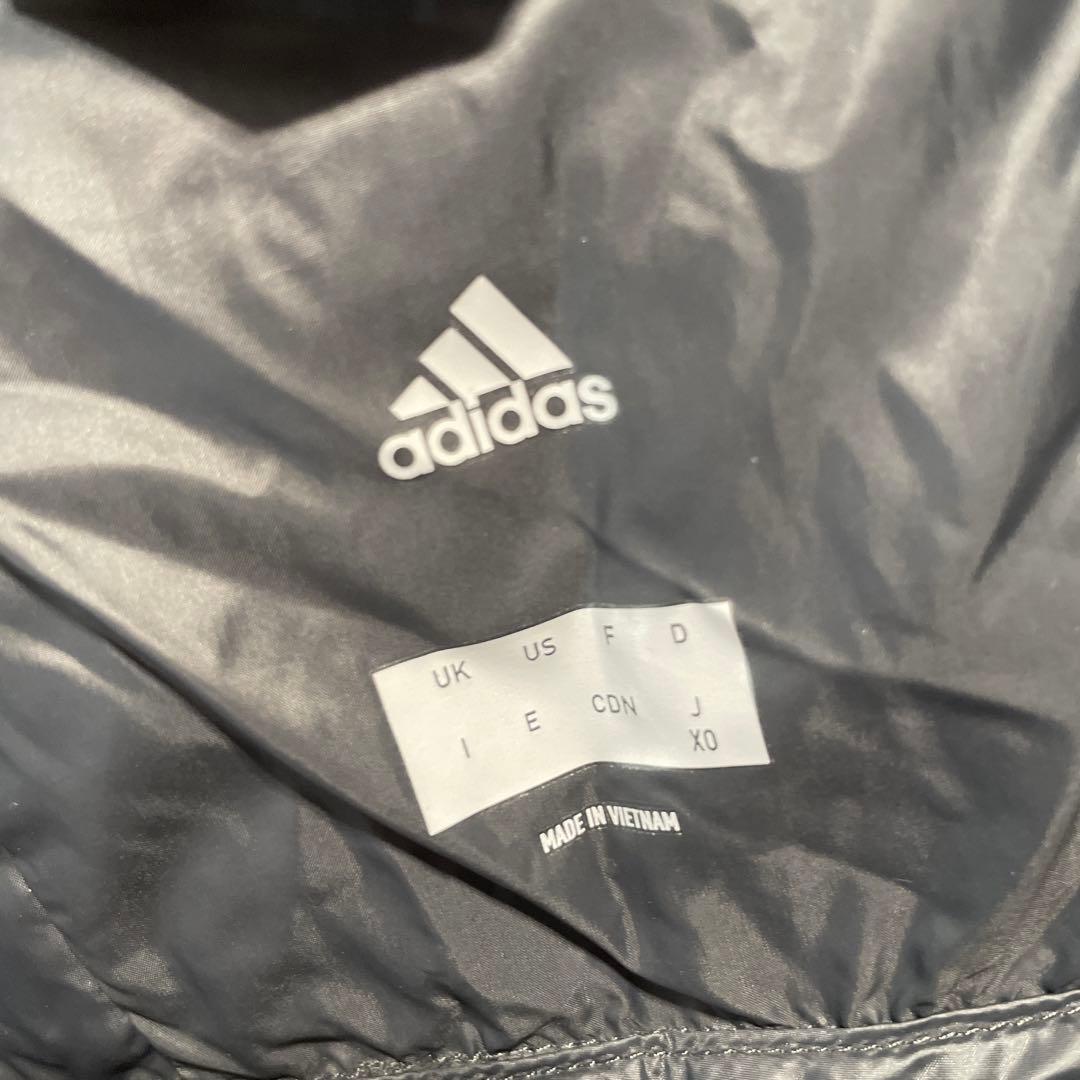 adidas
UK US F D
I E CDN J
XO
MADE IN VIETNAM